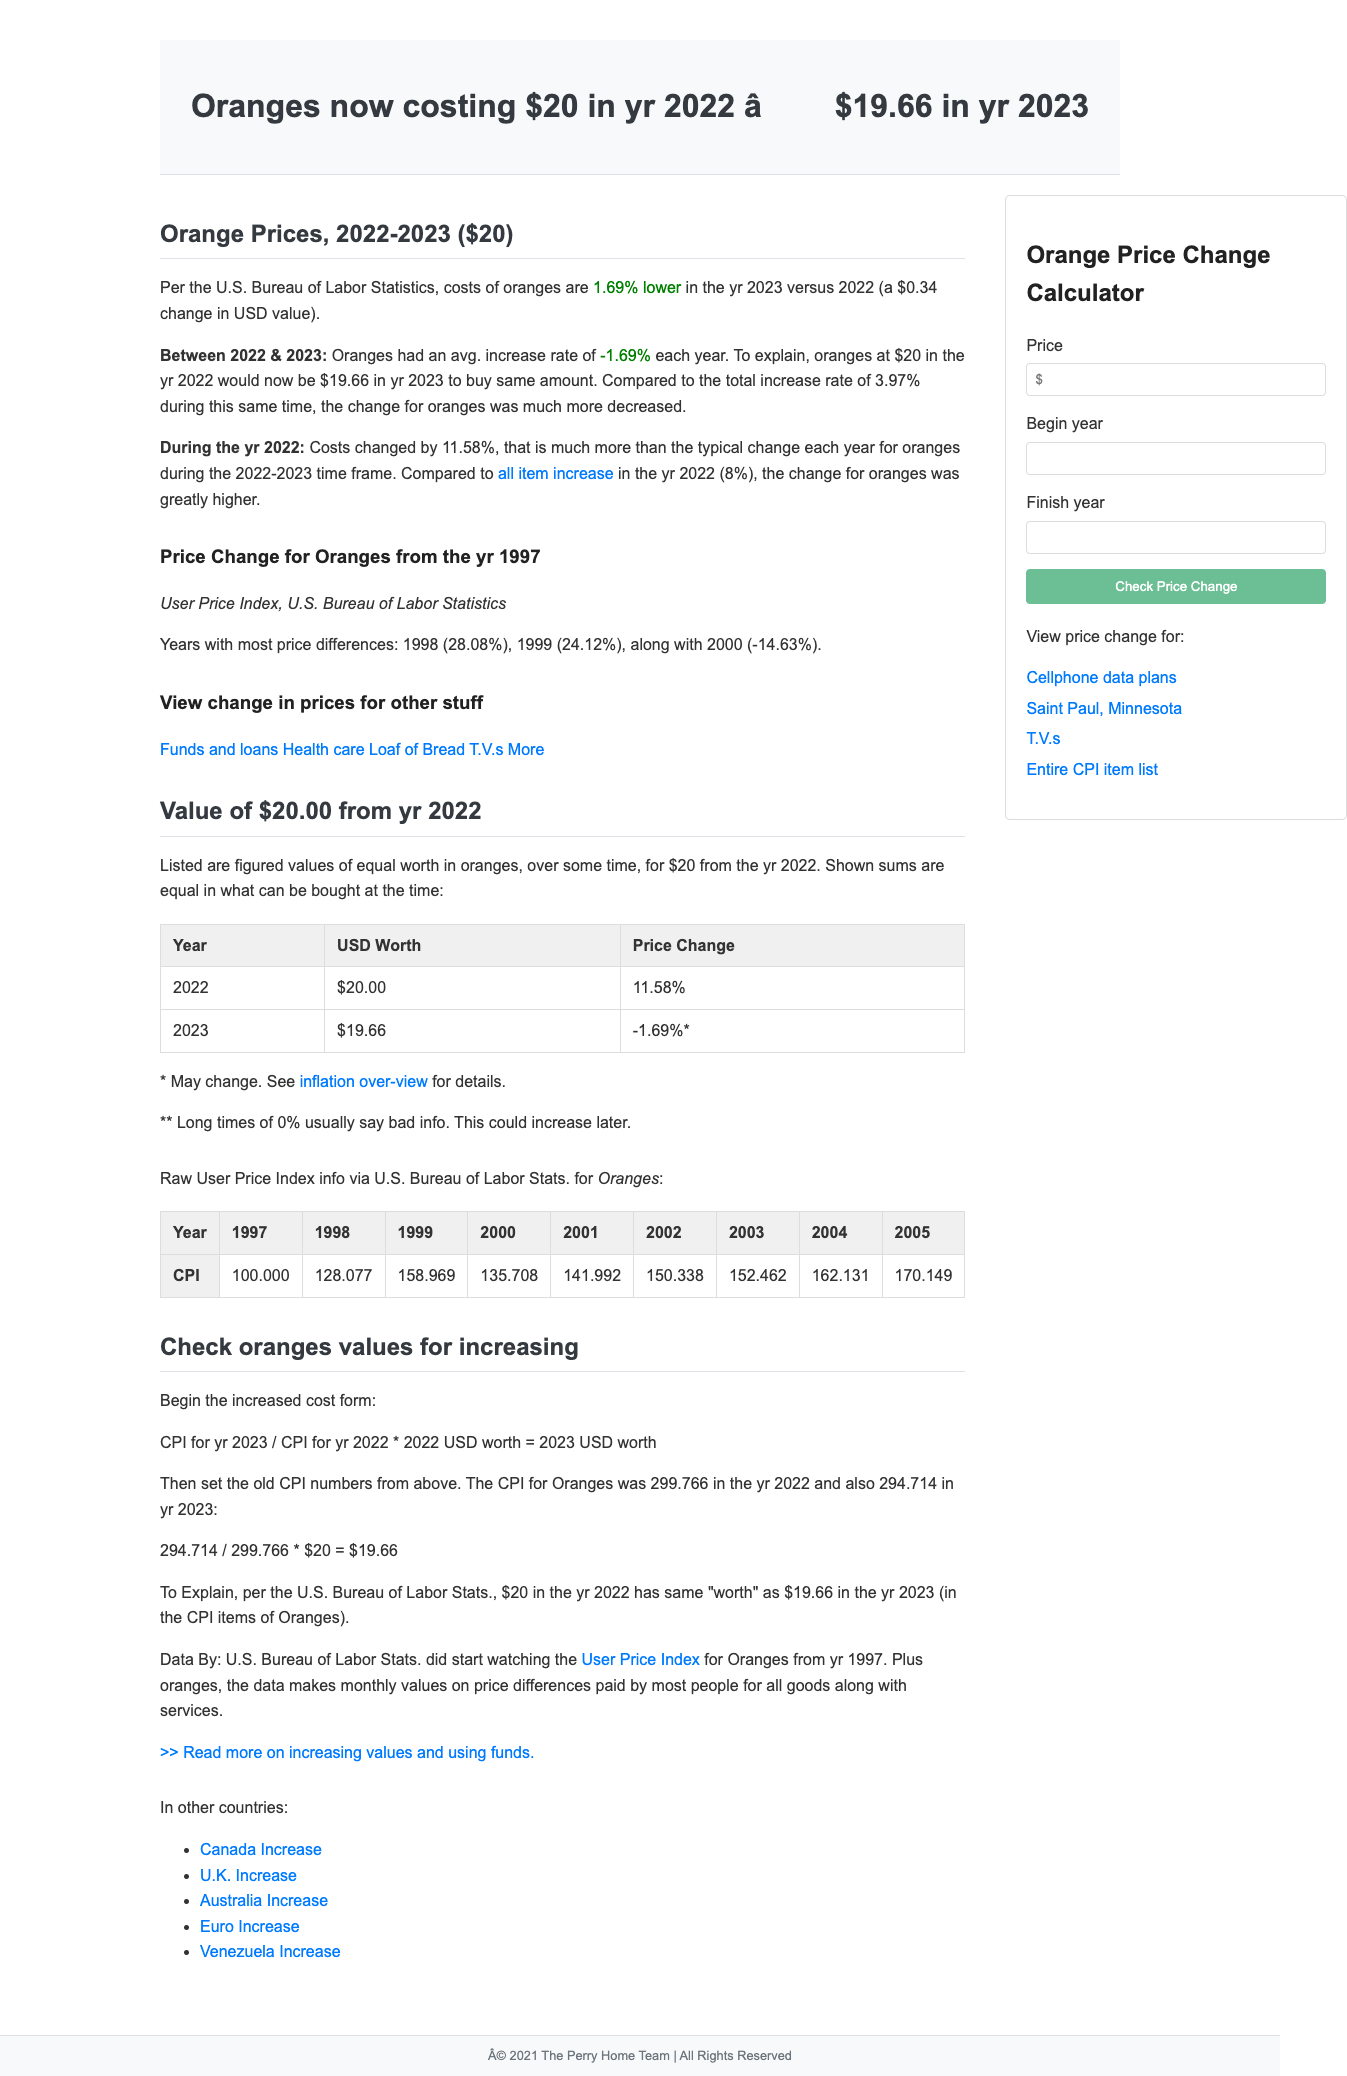 Oranges now costing $20 in yr 2022 â $19.66 in yr 2023
Orange Prices, 2022-2023 ($20)
Per the U.S. Bureau of Labor Statistics, costs of oranges are 1.69% lower in the yr 2023 versus 2022 (a $0.34
change in USD value).
Between 2022 & 2023: Oranges had an avg. increase rate of -1.69% each year. To explain, oranges at $20 in the
yr 2022 would now be $19.66 in yr 2023 to buy same amount. Compared to the total increase rate of 3.97%
during this same time, the change for oranges was much more decreased.
During the yr 2022: Costs changed by 11.58%, that is much more than the typical change each year for oranges
during the 2022-2023 time frame. Compared to all item increase in the yr 2022 (8%), the change for oranges was
greatly higher.
Price Change for Oranges from the yr 1997
User Price Index, U.S. Bureau of Labor Statistics
Years with most price differences: 1998 (28.08%), 1999 (24.12%), along with 2000 (-14.63%).
View change in prices for other stuff
Funds and loans Health care Loaf of Bread T.V.s More
Value of $20.00 from yr 2022
Listed are figured values of equal worth in oranges, over some time, for $20 from the yr 2022. Shown sums are
equal in what can be bought at the time:
Year USD Worth Price Change
2022 $20.00 11.58%
2023 $19.66 -1.69%*
* May change. See inflation over-view for details.
** Long times of 0% usually say bad info. This could increase later.
Raw User Price Index info via U.S. Bureau of Labor Stats. for Oranges:
Year 1997 1998 1999 2000 2001 2002 2003 2004 2005
CPI 100.000 128.077 158.969 135.708 141.992 150.338 152.462 162.131 170.149
Check oranges values for increasing
Begin the increased cost form:
CPI for yr 2023 / CPI for yr 2022 * 2022 USD worth = 2023 USD worth
Then set the old CPI numbers from above. The CPI for Oranges was 299.766 in the yr 2022 and also 294.714 in
yr 2023:
294.714 / 299.766 * $20 = $19.66
To Explain, per the U.S. Bureau of Labor Stats., $20 in the yr 2022 has same "worth" as $19.66 in the yr 2023 (in
the CPI items of Oranges).
Data By: U.S. Bureau of Labor Stats. did start watching the User Price Index for Oranges from yr 1997. Plus
oranges, the data makes monthly values on price differences paid by most people for all goods along with
services.
>> Read more on increasing values and using funds.
In other countries:
• Canada Increase
• U.K. Increase
• Australia Increase
• Euro Increase
• Venezuela Increase
Orange Price Change
Calculator
Price
$
Begin year
Finish year
Check Price Change
View price change for:
Cellphone data plans
Saint Paul, Minnesota
T.V.s
Entire CPI item list
Â© 2021 The Perry Home Team | All Rights Reserved